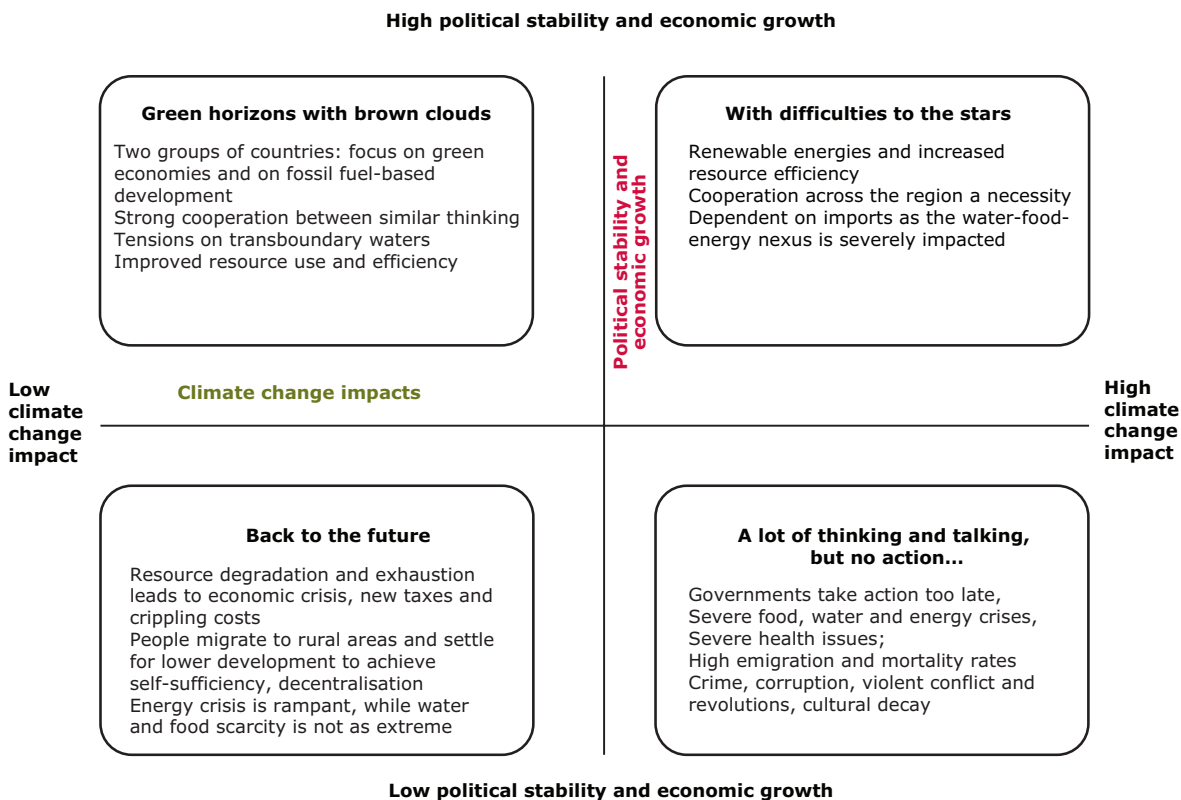 High political stability and economic growth
Green horizons with brown clouds
Two groups of countries: focus on green
economies and on fossil fuel-based
development
Strong cooperation between similar thinking
Tensions on transboundary waters
Improved resource use and efficiency
Political stability and
economic growth
With difficulties to the stars
Renewable energies and increased
resource efficiency
Cooperation across the region a necessity
Dependent on imports as the water-food-
energy nexus is severely impacted
Low
climate
change
impact
Climate change impacts
High
climate
change
impact
Back to the future
Resource degradation and exhaustion
leads to economic crisis, new taxes and
crippling costs
People migrate to rural areas and settle
for lower development to achieve
self-sufficiency, decentralisation
Energy crisis is rampant, while water
and food scarcity is not as extreme
A lot of thinking and talking,
but no action...
Governments take action too late,
Severe food, water and energy crises,
Severe health issues;
High emigration and mortality rates
Crime, corruption, violent conflict and
revolutions, cultural decay
Low political stability and economic growth